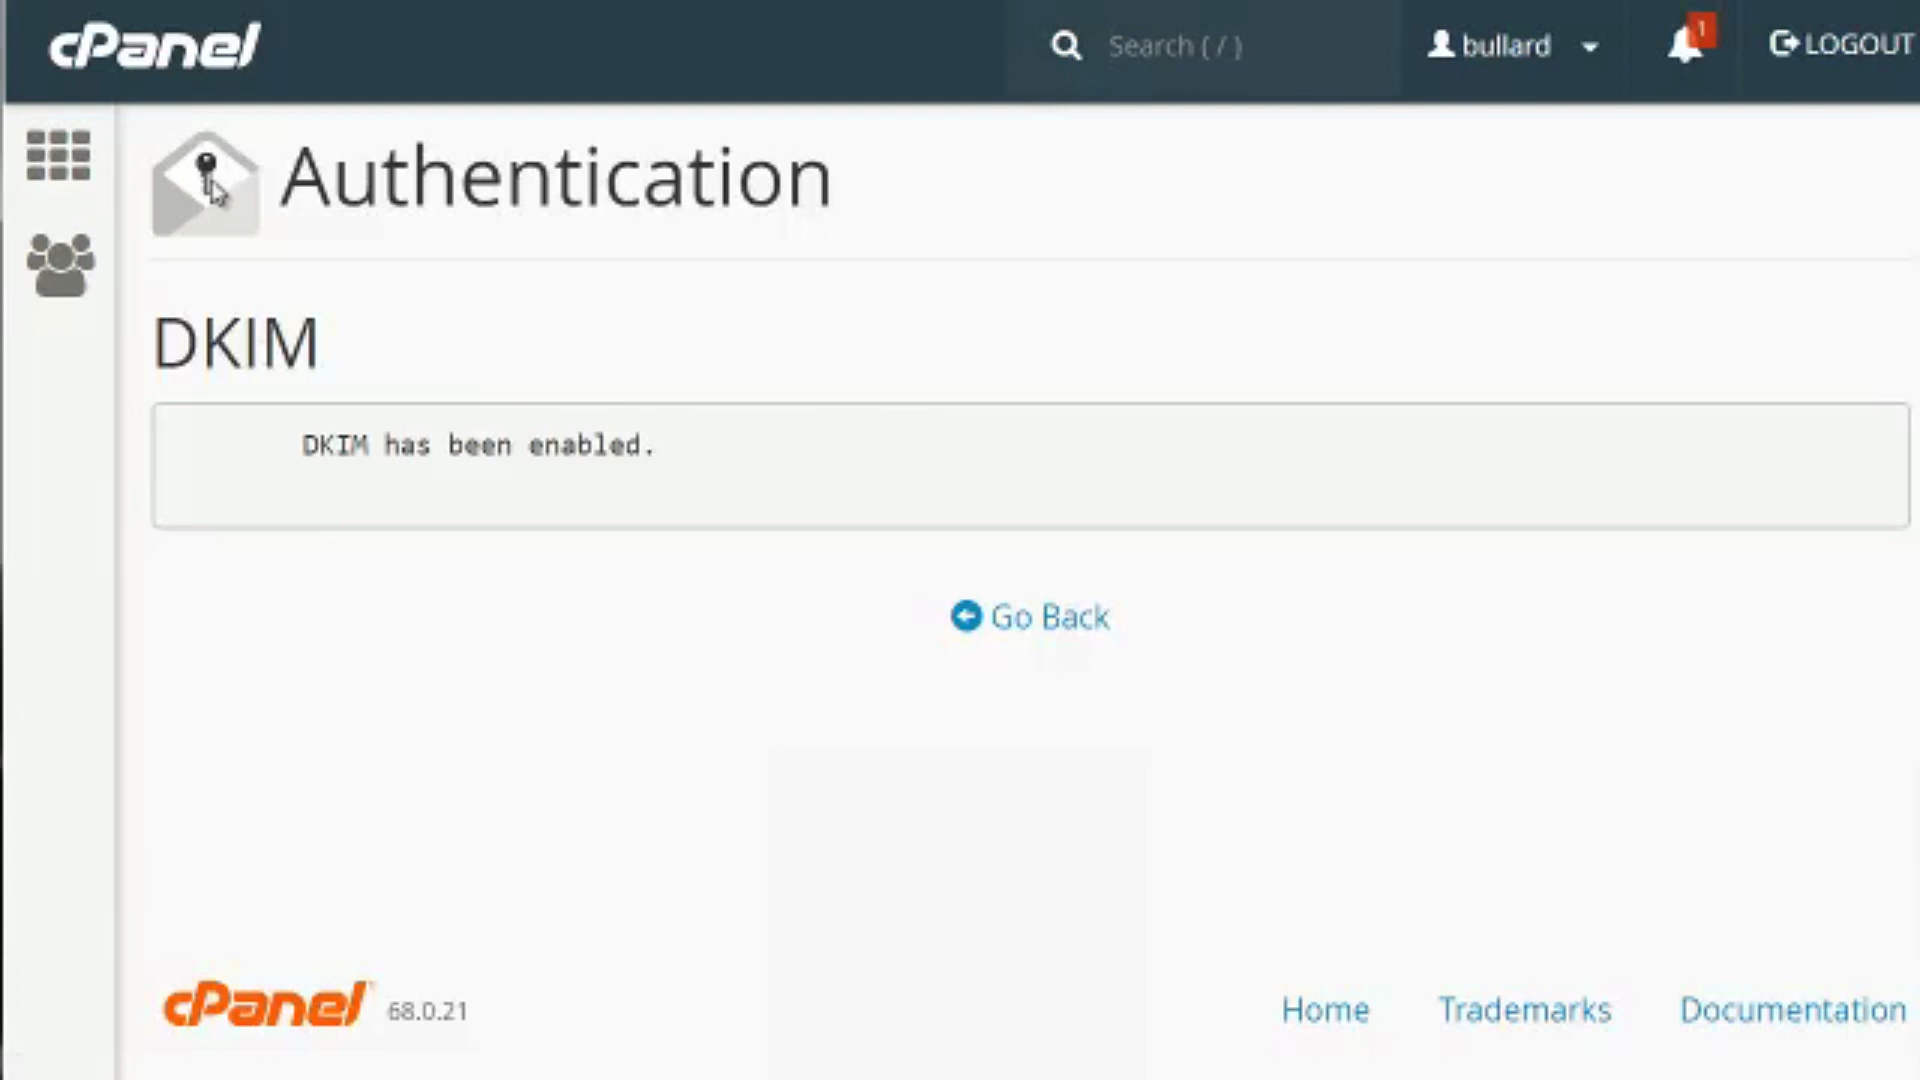 cPanel
Search ( / )
bullard
1
LOGOUT
Authentication
DKIM
DKIM has been enabled.
Go Back
cPanel 68.0.21
Home Trademarks Documentation